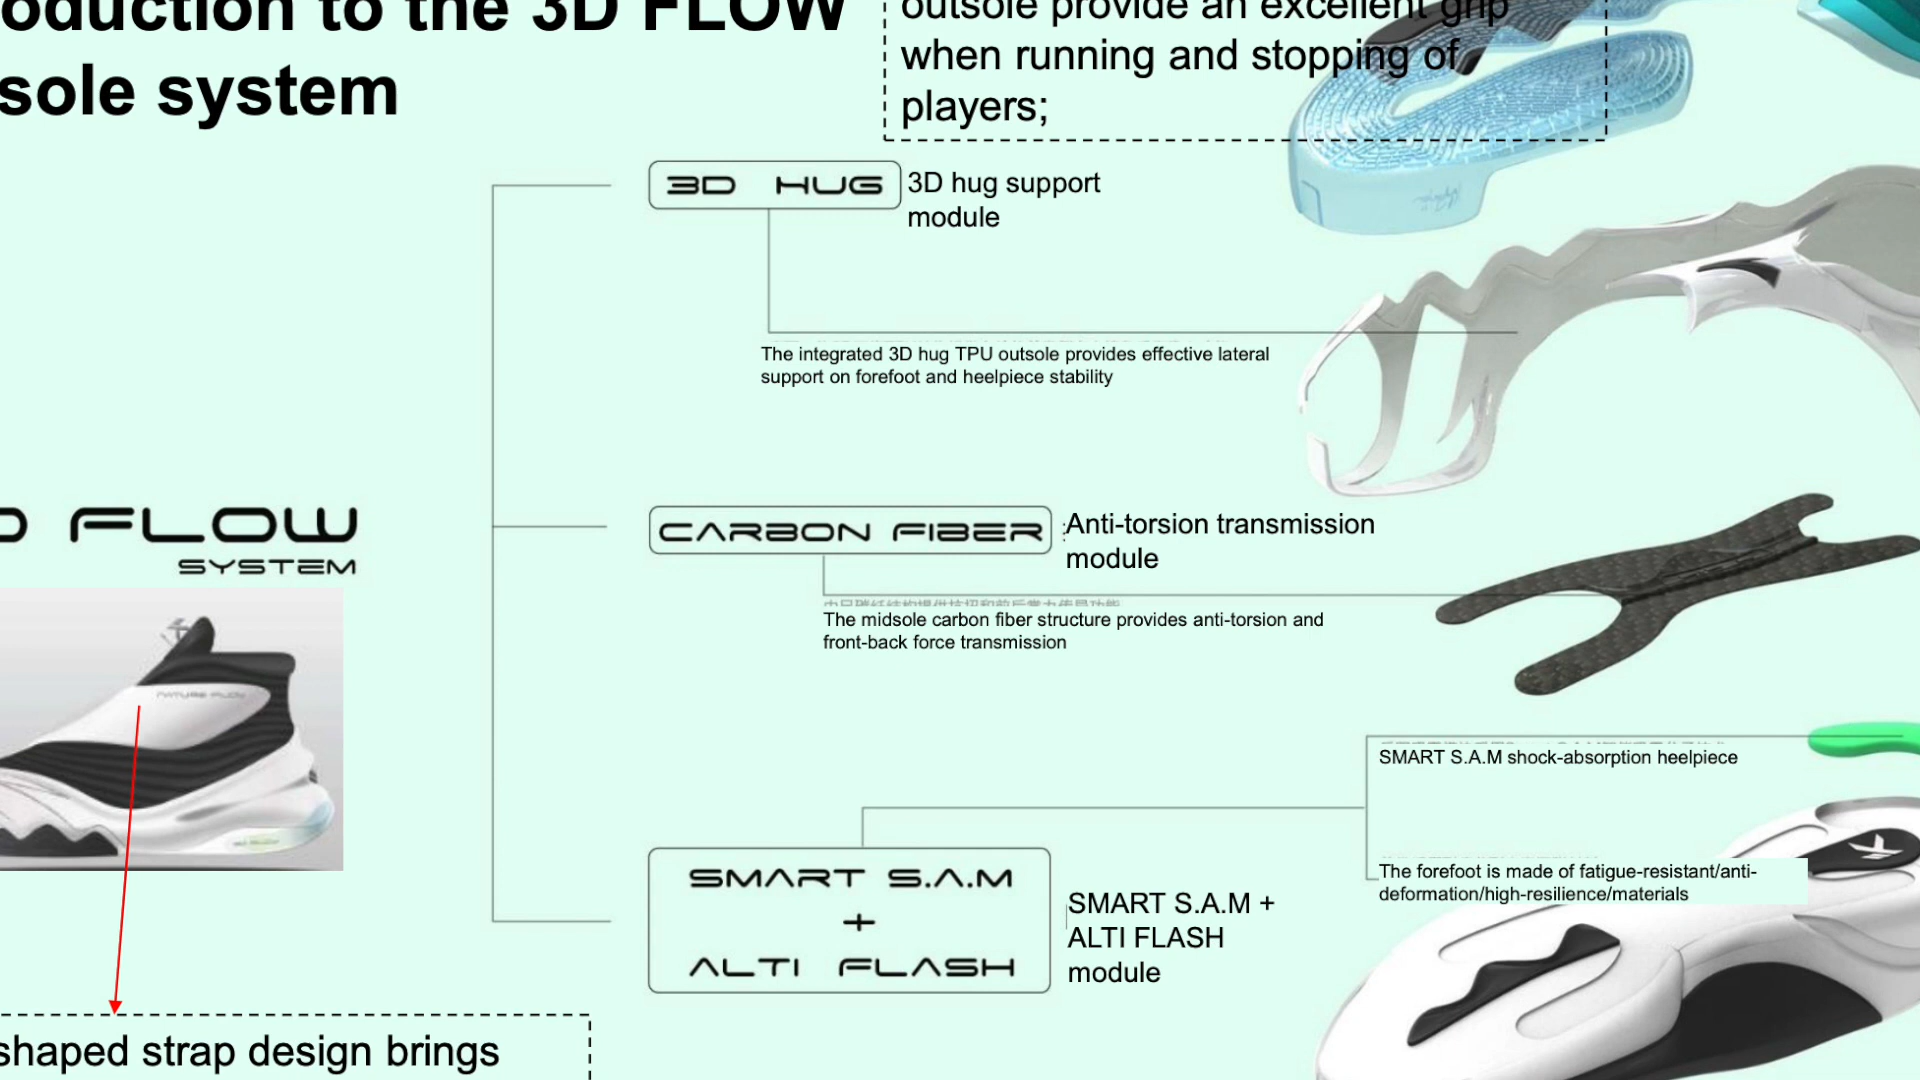 oduction to the 3D FLOW
sole system
outsole provide an excellent grip
when running and stopping of
players;
3D HUG
3D hug support
module
The integrated 3D hug TPU outsole provides effective lateral
support on forefoot and heelpiece stability
FLOW
SYSTEM
NATURE FLOW
CARBON FIBER
Anti-torsion transmission
module
The midsole carbon fiber structure provides anti-torsion and
front-back force transmission
SMART S.A.M shock-absorption heelpiece
The forefoot is made of fatigue-resistant/anti-
deformation/high-resilience/materials
SMART S.A.M
+
ALTI FLASH
SMART S.A.M +
ALTI FLASH
module
shaped strap design brings